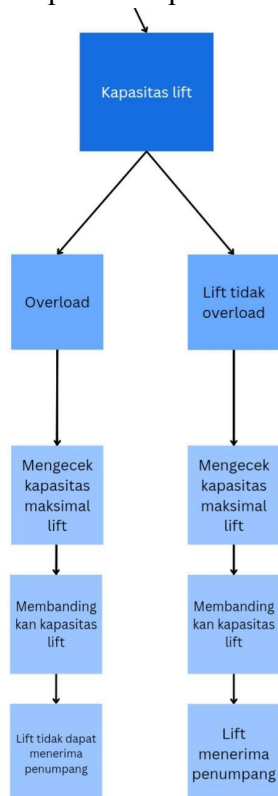 Kapasitas lift
Overload
Lift tidak
overload
Mengecek
kapasitas
maksimal
lift
Mengecek
kapasitas
maksimal
lift
Membanding
kan kapasitas
lift
Membanding
kan kapasitas
lift
Lift tidak dapat
menerima
penumpang
Lift
menerima
penumpang